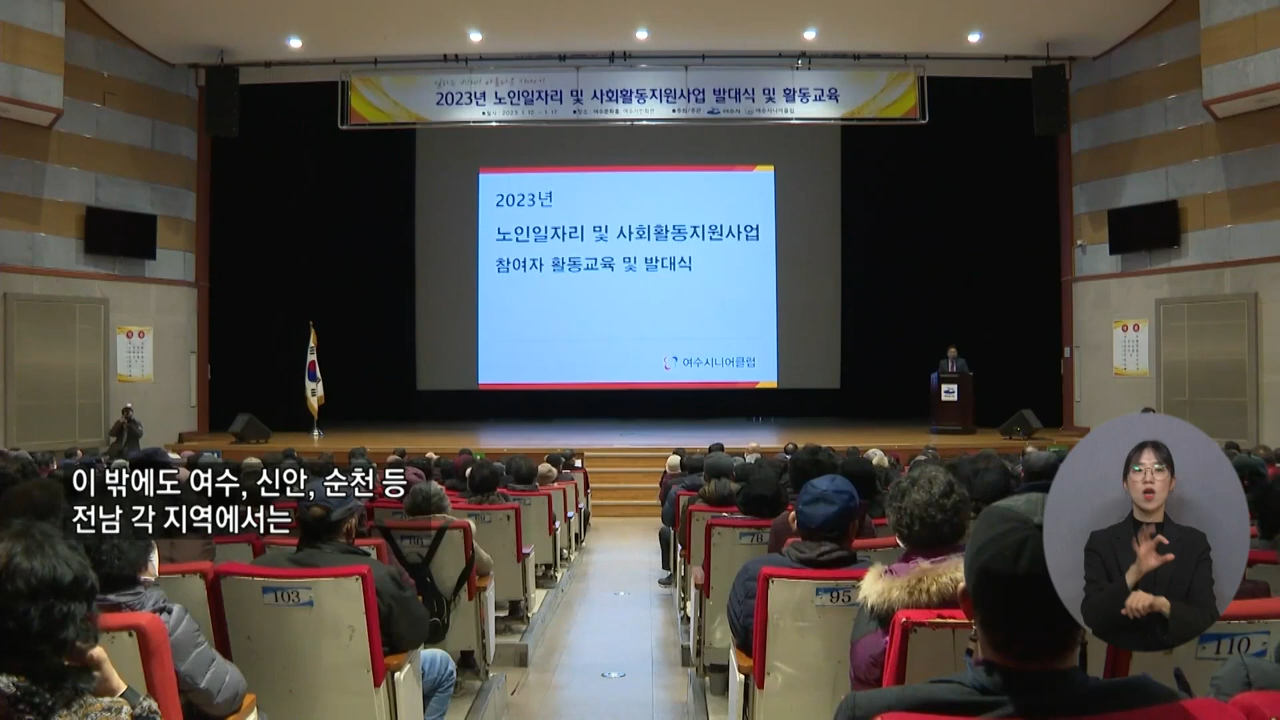 2023년 노인일자리 및 사회활동지원사업 발대식 및 활동교육
2023년
노인일자리 및 사회활동지원사업
참여자 활동교육 및 발대식
여수시니어클럽
이 밖에도 여수, 신안, 순천 등
전남 각 지역에서는
103
76
95
110